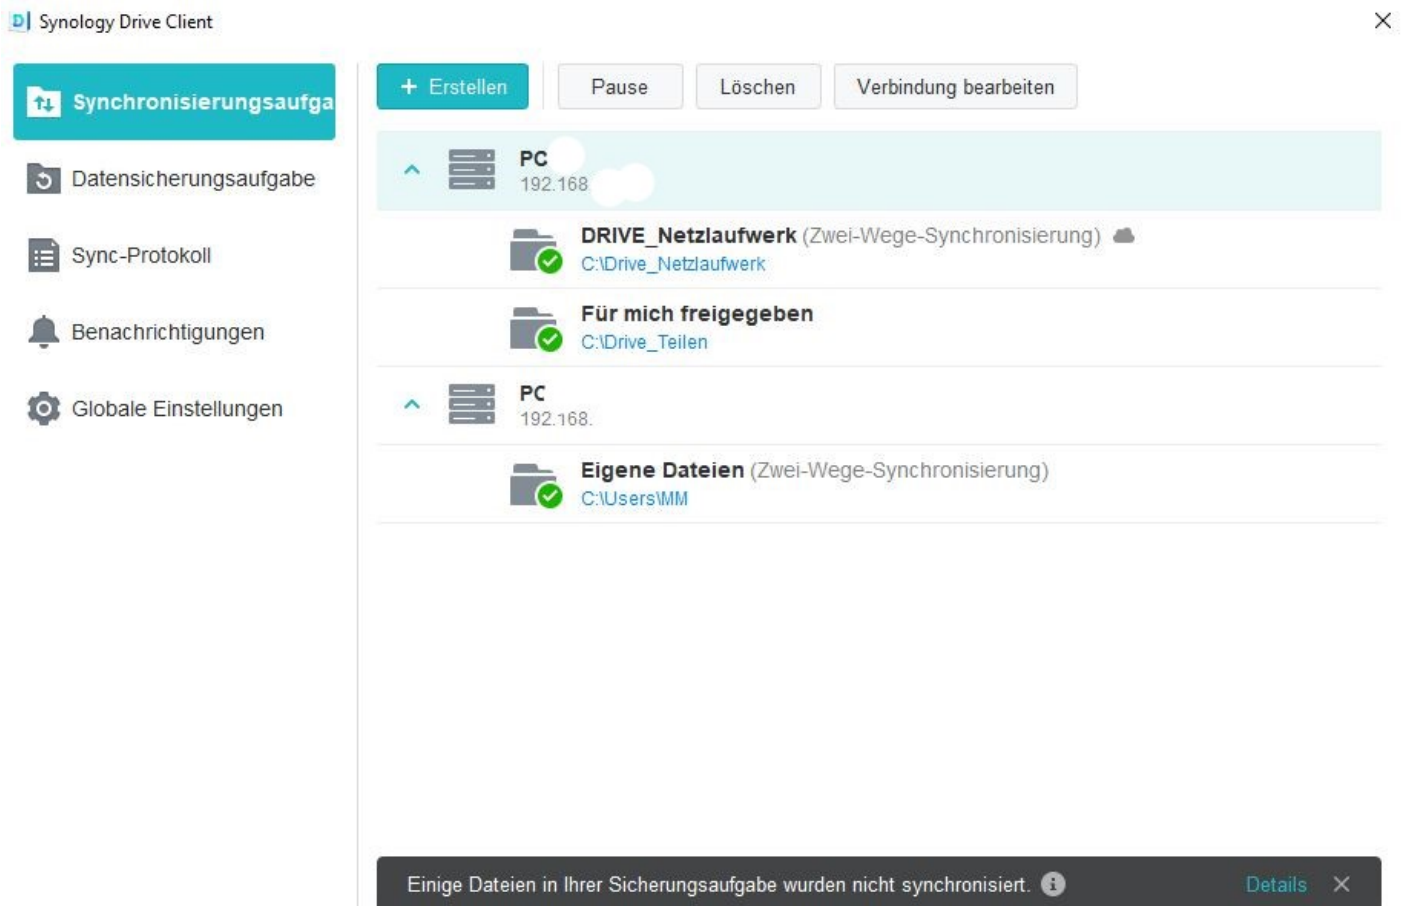 Synology Drive Client
Synchronisierungsaufga
Datensicherungsaufgabe
Sync-Protokoll
Benachrichtigungen
Globale Einstellungen
+ Erstellen
Pause
Löschen
Verbindung bearbeiten
PC
192.168
DRIVE_Netzlaufwerk (Zwei-Wege-Synchronisierung)
C:\Drive_Netzlaufwerk
Für mich freigegeben
C:\Drive_Teilen
PC
192.168.
Eigene Dateien (Zwei-Wege-Synchronisierung)
C:\Users\MM
Einige Dateien in Ihrer Sicherungsaufgabe wurden nicht synchronisiert.
Details